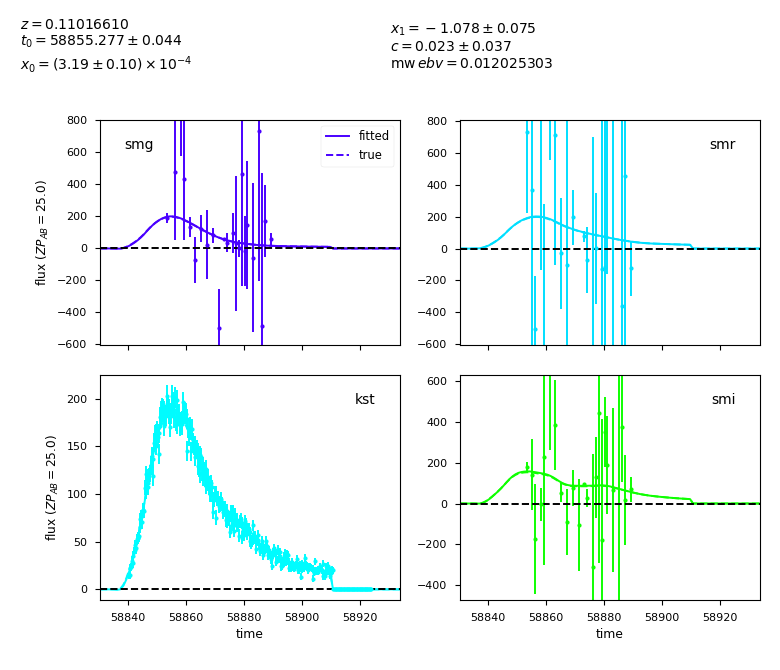 z = 0.11016610
t₀ = 58855.277 ± 0.044
x₀ = (3.19 ± 0.10) × 10⁻⁴
x₁ = −1.078 ± 0.075
c = 0.023 ± 0.037
mw ebv = 0.012025303
smg
fitted
true
800
600
400
200
0
−200
−400
−600
flux (ZP_AB = 25.0)
smr
800
600
400
200
0
−200
−400
−600
kst
200
150
100
50
0
flux (ZP_AB = 25.0)
58840 58860 58880 58900 58920
time
smi
600
400
200
0
−200
−400
58840 58860 58880 58900 58920
time